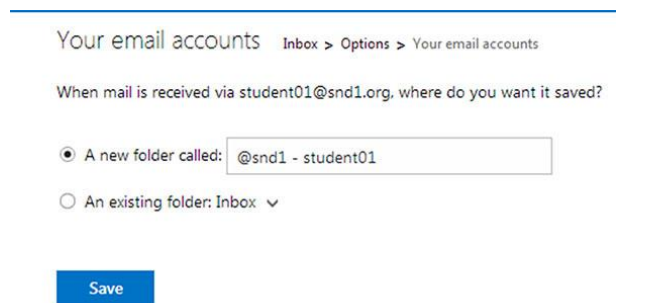 Your email accounts Inbox > Options > Your email accounts
When mail is received via student01@snd1.org, where do you want it saved?
A new folder called: @snd1 - student01
An existing folder: Inbox
Save